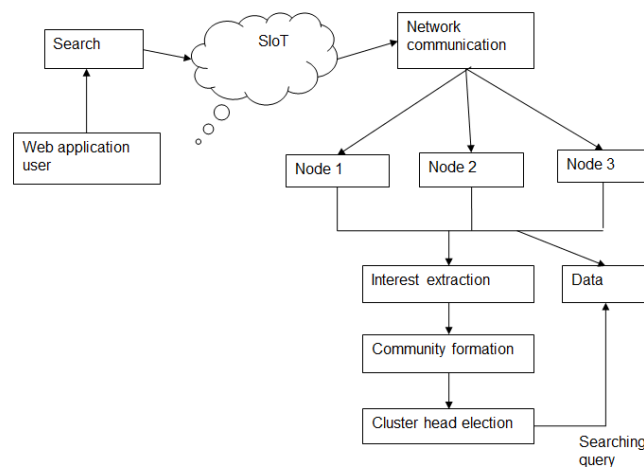 Search
SIoT
Network
communication
Web application
user
Node 1
Node 2
Node 3
Interest extraction
Data
Community formation
Cluster head election
Searching
query